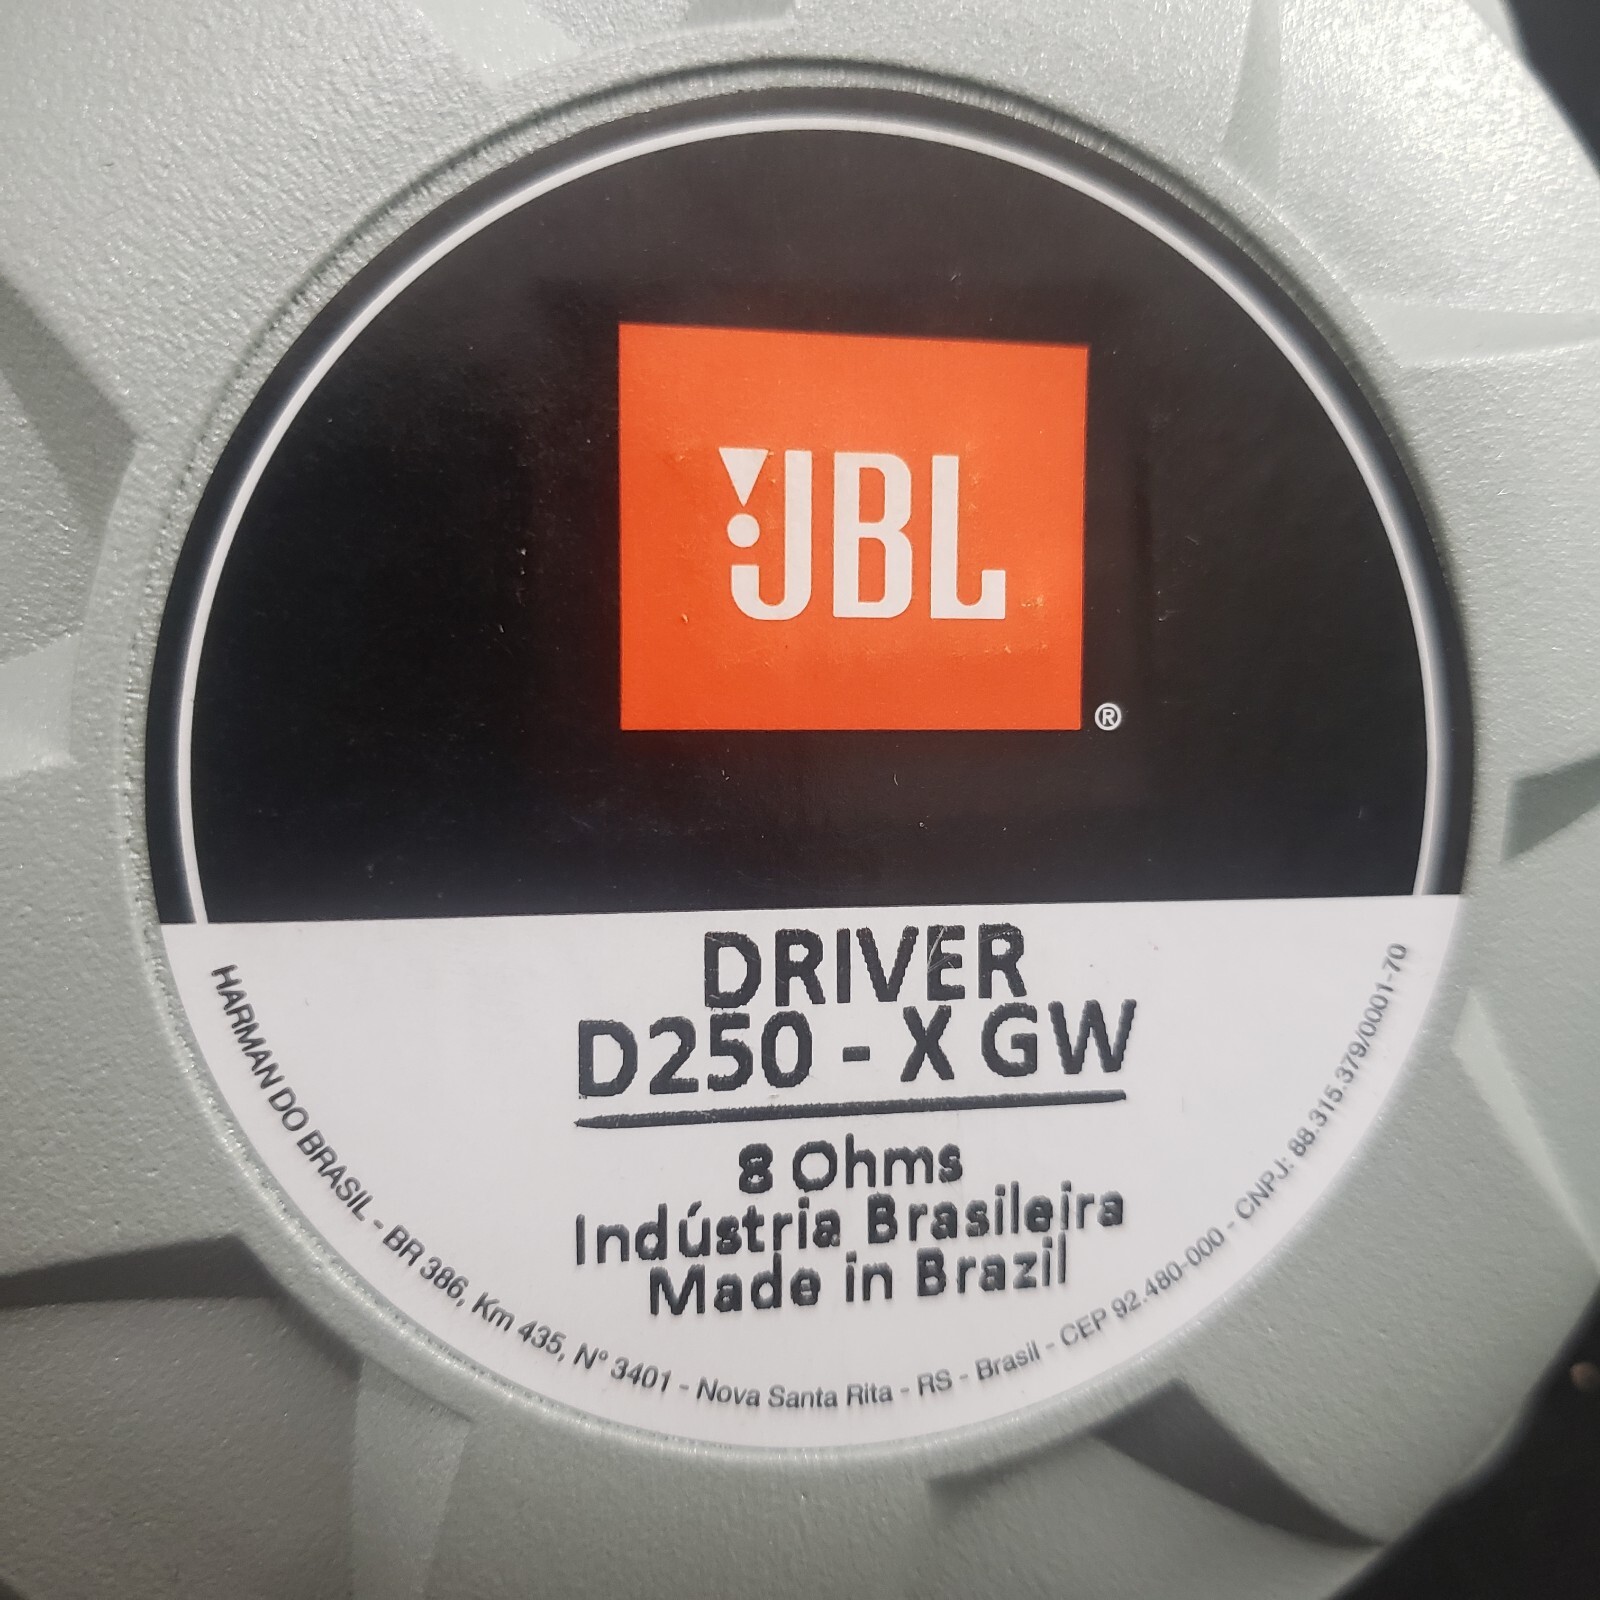 JBL
®
DRIVER
D250 - X GW
8 Ohms
Indústria Brasileira
Made in Brazil
HARMAN DO BRASIL - BR 386, Km 435, N° 3401 - Nova Santa Rita - RS - Brasil - CEP 92.480-000 - CNPJ: 88.315.379/0001-70